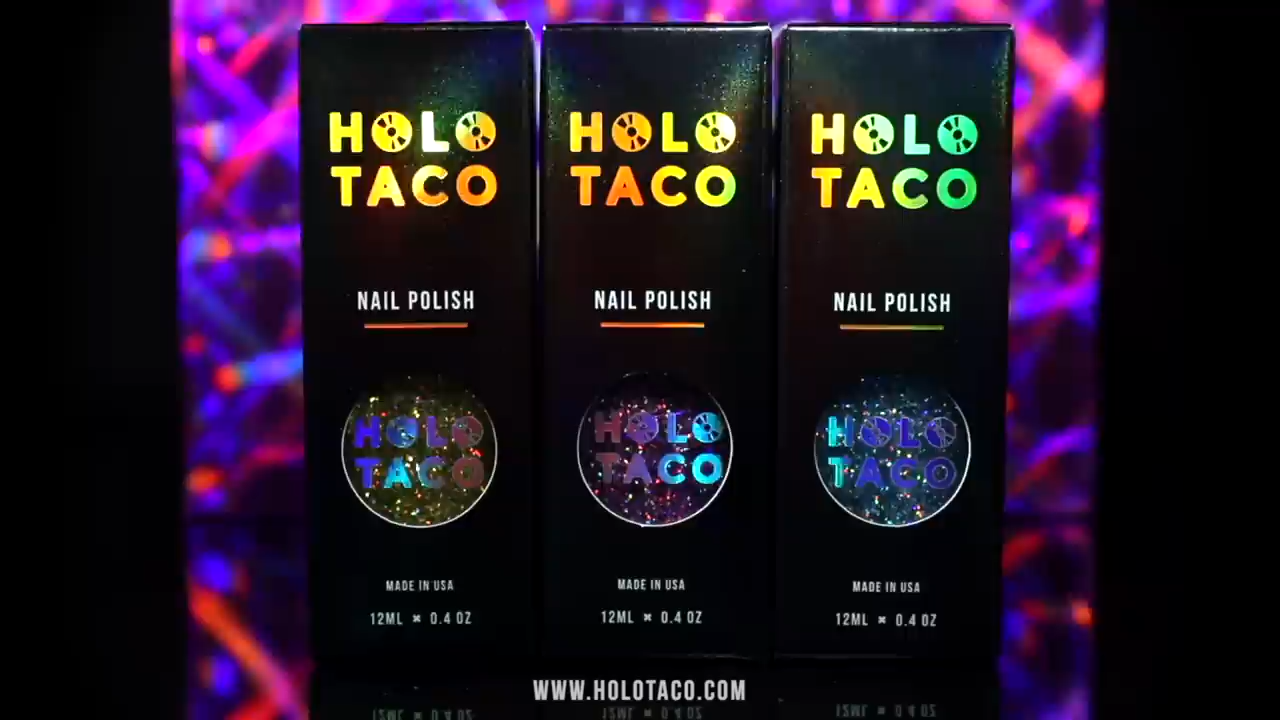 HOLO
TACO
NAIL POLISH
HOLO
TACO
MADE IN USA
12ML × 0.4 OZ
HOLO
TACO
NAIL POLISH
HOLO
TACO
MADE IN USA
12ML × 0.4 OZ
HOLO
TACO
NAIL POLISH
HOLO
TACO
MADE IN USA
12ML × 0.4 OZ
WWW.HOLOTACO.COM